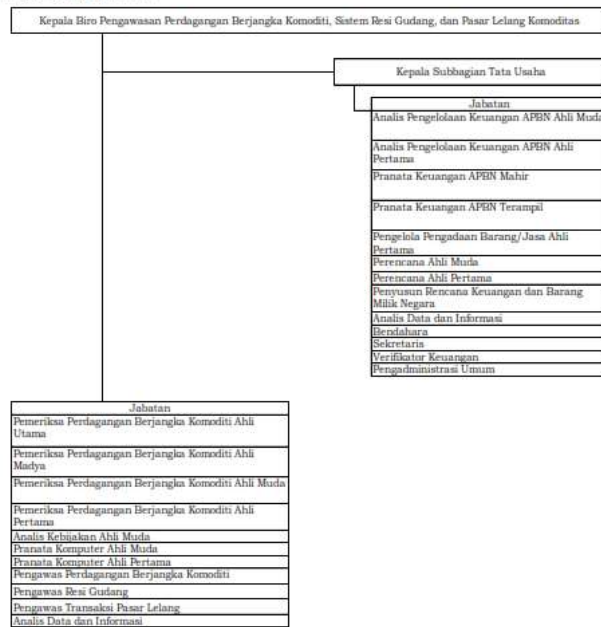 Kepala Biro Pengawasan Perdagangan Berjangka Komoditi, Sistem Resi Gudang, dan Pasar Lelang Komoditas
Kepala Subbagian Tata Usaha
Jabatan
Analis Pengelolaan Keuangan APBN Ahli Muda
Analis Pengelolaan Keuangan APBN Ahli
Pertama
Pranata Keuangan APBN Mahir
Pranata Keuangan APBN Terampil
Pengelola Pengadaan Barang/Jasa Ahli
Pertama
Perencana Ahli Muda
Perencana Ahli Pertama
Penyusun Rencana Keuangan dan Barang
Milik Negara
Analis Data dan Informasi
Bendahara
Sekretaris
Verifikator Keuangan
Pengadministrasi Umum
Jabatan
Pemeriksa Perdagangan Berjangka Komoditi Ahli
Utama
Pemeriksa Perdagangan Berjangka Komoditi Ahli
Madya
Pemeriksa Perdagangan Berjangka Komoditi Ahli Muda
Pemeriksa Perdagangan Berjangka Komoditi Ahli
Pertama
Analis Kebijakan Ahli Muda
Pranata Komputer Ahli Muda
Pranata Komputer Ahli Pertama
Pengawas Perdagangan Berjangka Komoditi
Pengawas Resi Gudang
Pengawas Transaksi Pasar Lelang
Analis Data dan Informasi